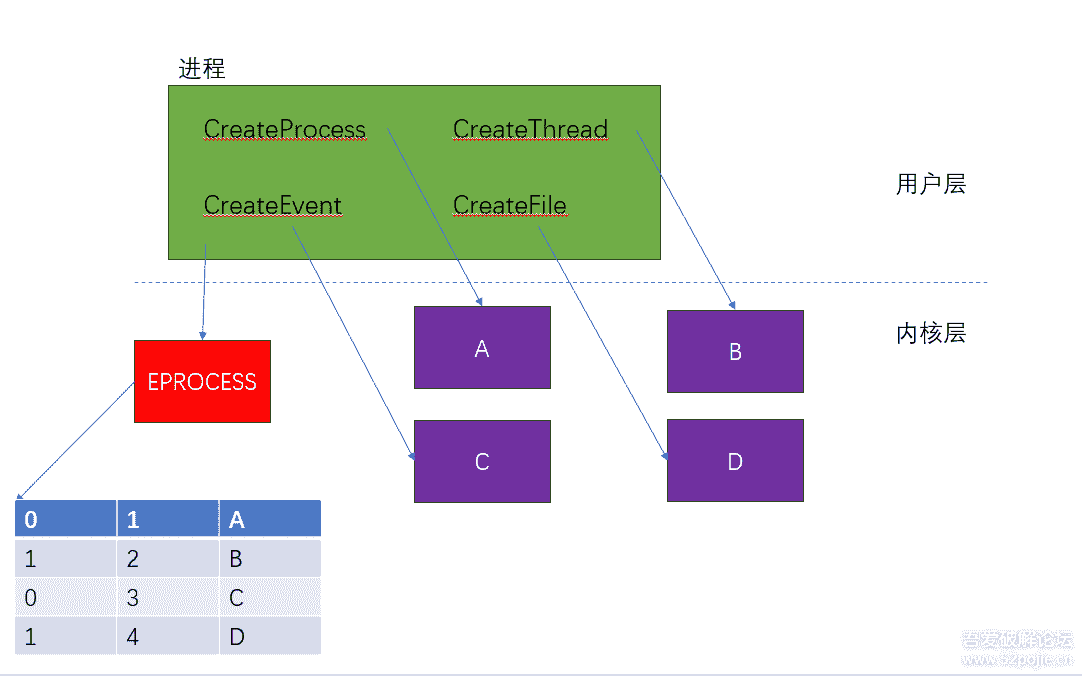 进程
CreateProcess CreateThread
用户层
CreateEvent CreateFile
内核层
A
B
EPROCESS
C
D
0 1 A
1 2 B
0 3 C
1 4 D
吾爱破解论坛
www.52pojie.cn